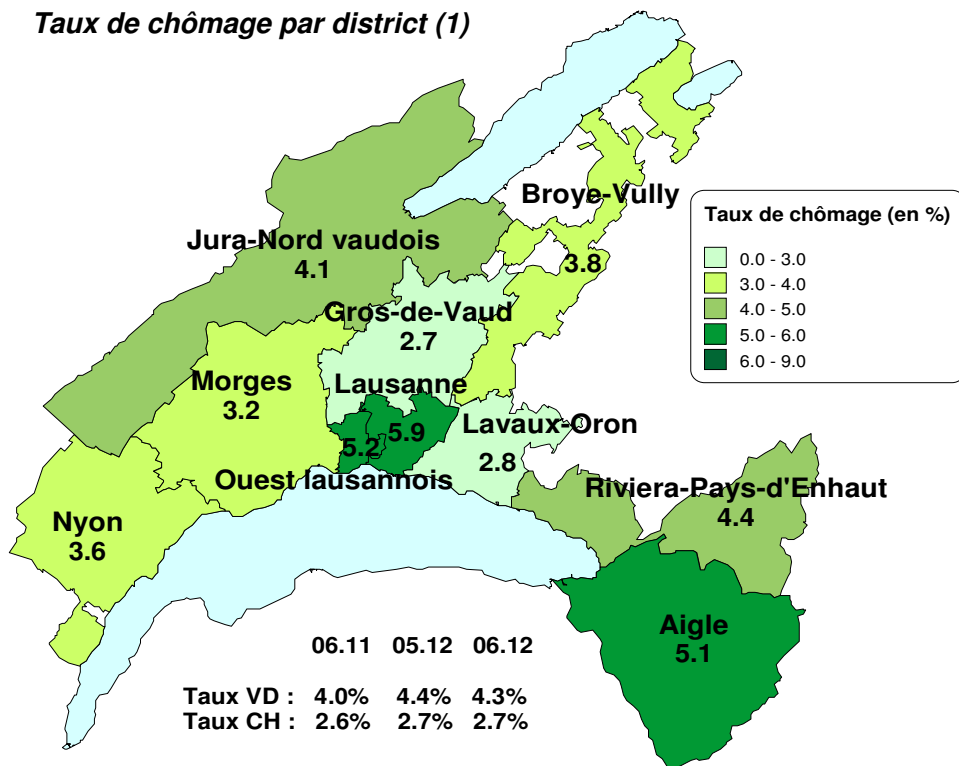 Taux de chômage par district (1)
Broye-Vully
3.8
Taux de chômage (en %)
0.0 - 3.0
3.0 - 4.0
4.0 - 5.0
5.0 - 6.0
6.0 - 9.0
Jura-Nord vaudois
4.1
Gros-de-Vaud
2.7
Morges
3.2
Lausanne
5.9
5.2
Ouest lausannois
Lavaux-Oron
2.8
Riviera-Pays-d'Enhaut
4.4
Nyon
3.6
Aigle
5.1
06.11 05.12 06.12
Taux VD : 4.0% 4.4% 4.3%
Taux CH : 2.6% 2.7% 2.7%